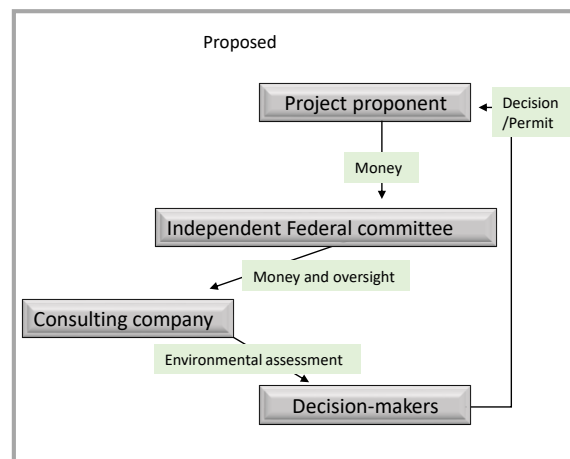 Proposed
Project proponent
Decision
/Permit
Money
Independent Federal committee
Money and oversight
Consulting company
Environmental assessment
Decision-makers